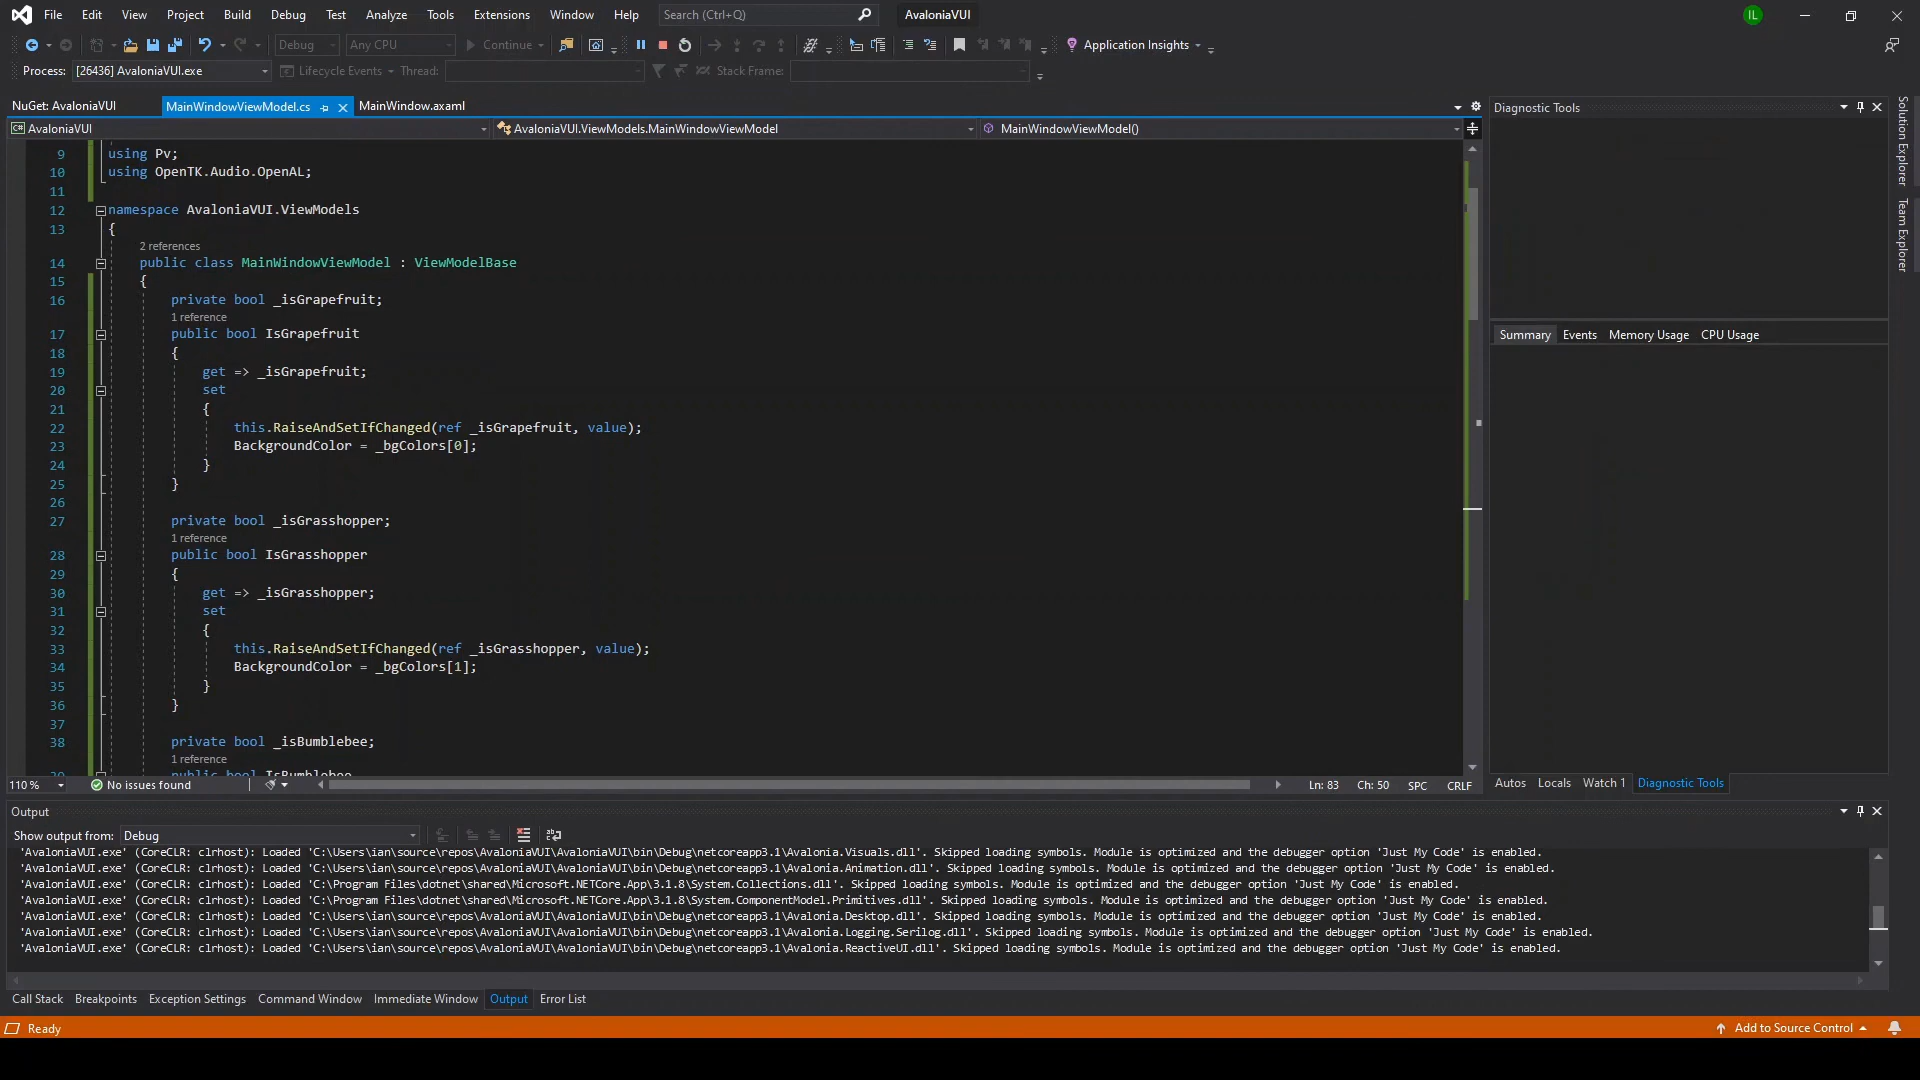 File Edit View Project Build Debug Test Analyze Tools Extensions Window Help Search (Ctrl+Q) AvaloniaVUI IL
Debug Any CPU Continue Application Insights
Process: [26436] AvaloniaVUI.exe Lifecycle Events Thread: Stack Frame:
NuGet: AvaloniaVUI MainWindowViewModel.cs MainWindow.axaml
AvaloniaVUI AvaloniaVUI.ViewModels.MainWindowViewModel MainWindowViewModel()
9 using Pv;
10 using OpenTK.Audio.OpenAL;
11
12 namespace AvaloniaVUI.ViewModels
13 {
2 references
14 public class MainWindowViewModel : ViewModelBase
15 {
16 private bool _isGrapefruit;
1 reference
17 public bool IsGrapefruit
18 {
19 get => _isGrapefruit;
20 set
21 {
22 this.RaiseAndSetIfChanged(ref _isGrapefruit, value);
23 BackgroundColor = _bgColors[0];
24 }
25 }
26
27 private bool _isGrasshopper;
1 reference
28 public bool IsGrasshopper
29 {
30 get => _isGrasshopper;
31 set
32 {
33 this.RaiseAndSetIfChanged(ref _isGrasshopper, value);
34 BackgroundColor = _bgColors[1];
35 }
36 }
37
38 private bool _isBumblebee;
1 reference
39 public bool IsBumblebee
110 % No issues found Ln: 83 Ch: 50 SPC CRLF
Diagnostic Tools
Summary Events Memory Usage CPU Usage
Autos Locals Watch 1 Diagnostic Tools
Solution Explorer
Team Explorer
Output
Show output from: Debug
'AvaloniaVUI.exe' (CoreCLR: clrhost): Loaded 'C:\Users\ian\source\repos\AvaloniaVUI\AvaloniaVUI\bin\Debug\netcoreapp3.1\Avalonia.Visuals.dll'. Skipped loading symbols. Module is optimized and the debugger option 'Just My Code' is enabled.
'AvaloniaVUI.exe' (CoreCLR: clrhost): Loaded 'C:\Users\ian\source\repos\AvaloniaVUI\AvaloniaVUI\bin\Debug\netcoreapp3.1\Avalonia.Animation.dll'. Skipped loading symbols. Module is optimized and the debugger option 'Just My Code' is enabled.
'AvaloniaVUI.exe' (CoreCLR: clrhost): Loaded 'C:\Program Files\dotnet\shared\Microsoft.NETCore.App\3.1.8\System.Collections.dll'. Skipped loading symbols. Module is optimized and the debugger option 'Just My Code' is enabled.
'AvaloniaVUI.exe' (CoreCLR: clrhost): Loaded 'C:\Program Files\dotnet\shared\Microsoft.NETCore.App\3.1.8\System.ComponentModel.Primitives.dll'. Skipped loading symbols. Module is optimized and the debugger option 'Just My Code' is enabled.
'AvaloniaVUI.exe' (CoreCLR: clrhost): Loaded 'C:\Users\ian\source\repos\AvaloniaVUI\AvaloniaVUI\bin\Debug\netcoreapp3.1\Avalonia.Desktop.dll'. Skipped loading symbols. Module is optimized and the debugger option 'Just My Code' is enabled.
'AvaloniaVUI.exe' (CoreCLR: clrhost): Loaded 'C:\Users\ian\source\repos\AvaloniaVUI\AvaloniaVUI\bin\Debug\netcoreapp3.1\Avalonia.Logging.Serilog.dll'. Skipped loading symbols. Module is optimized and the debugger option 'Just My Code' is enabled.
'AvaloniaVUI.exe' (CoreCLR: clrhost): Loaded 'C:\Users\ian\source\repos\AvaloniaVUI\AvaloniaVUI\bin\Debug\netcoreapp3.1\Avalonia.ReactiveUI.dll'. Skipped loading symbols. Module is optimized and the debugger option 'Just My Code' is enabled.
Call Stack Breakpoints Exception Settings Command Window Immediate Window Output Error List
Ready Add to Source Control